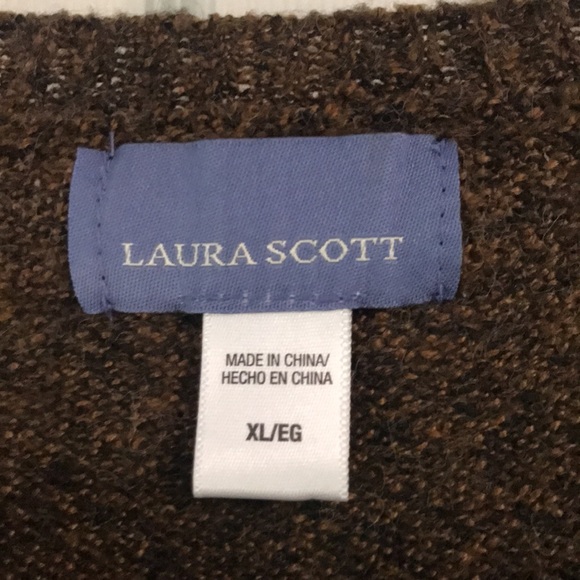 LAURA SCOTT
MADE IN CHINA/
HECHO EN CHINA
XL/EG